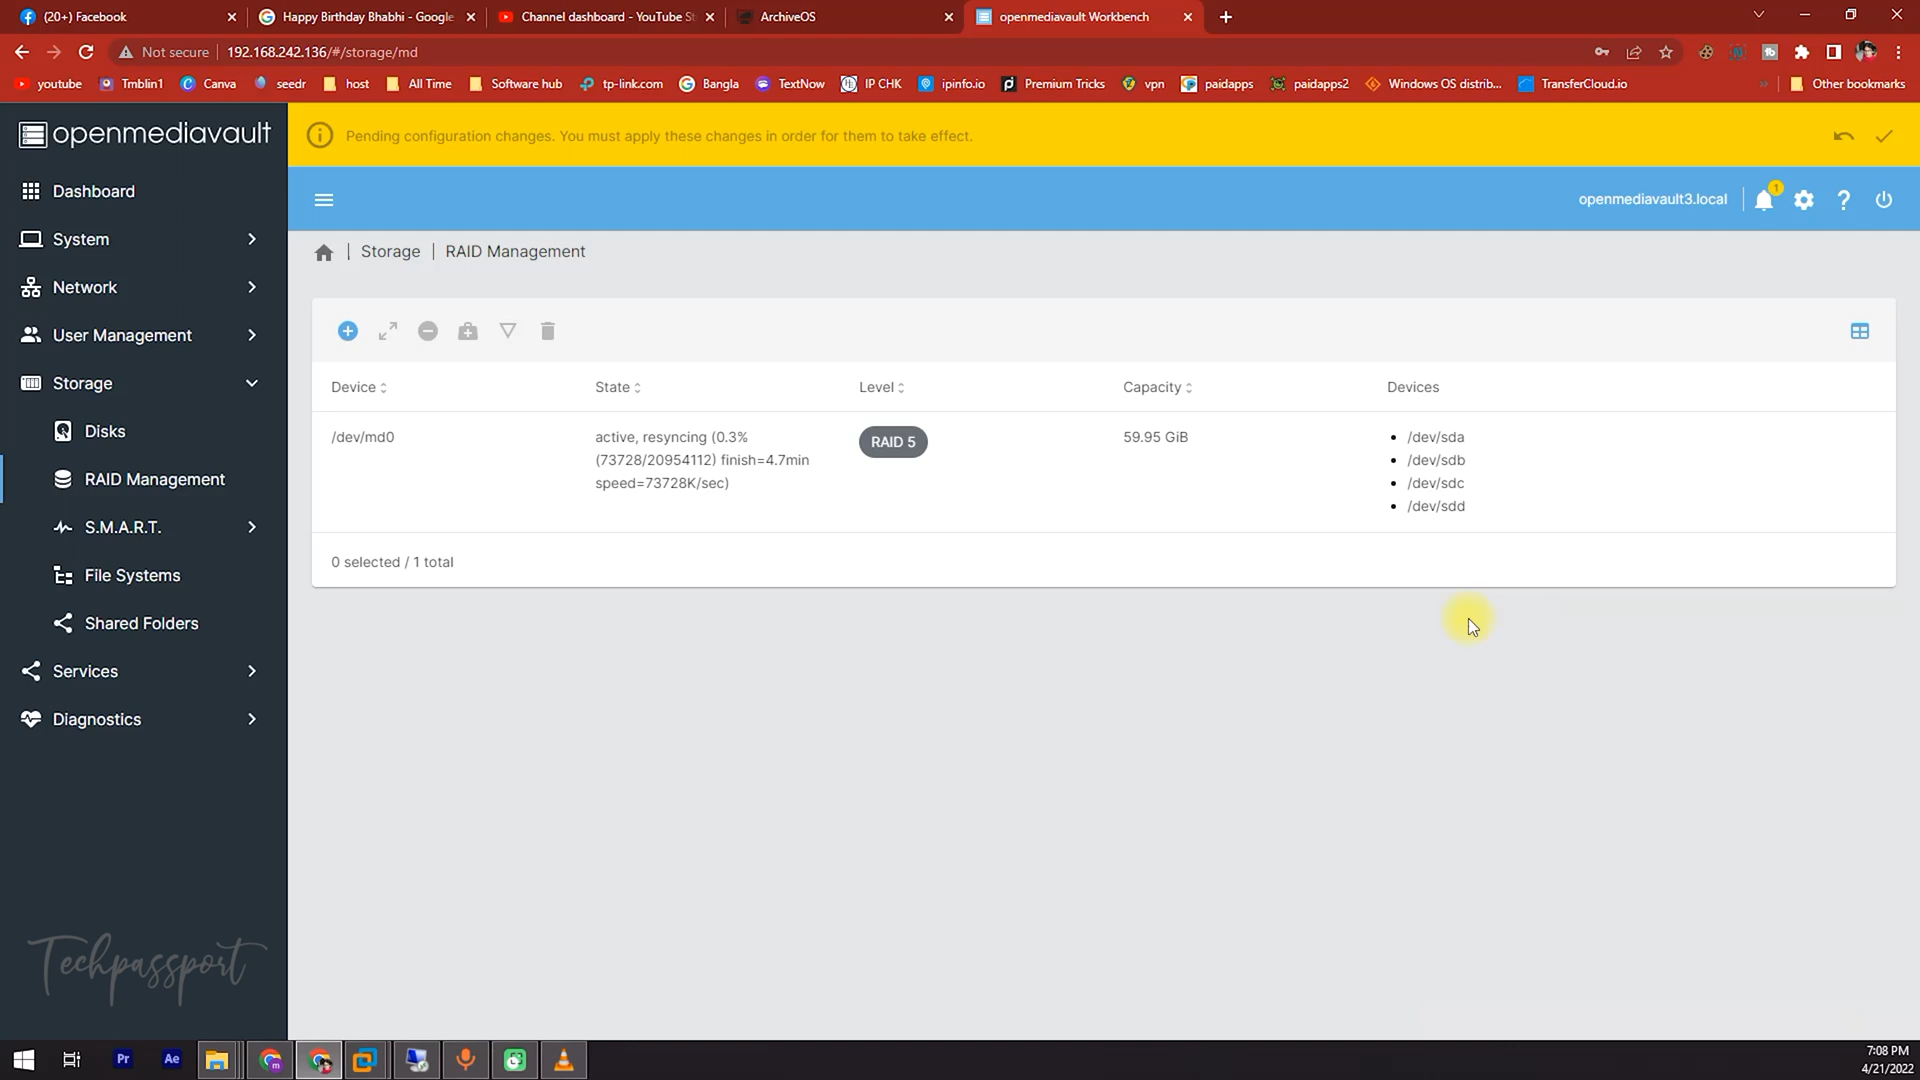 (20+) Facebook
Happy Birthday Bhabhi - Google
Channel dashboard - YouTube St
ArchiveOS
openmediavault Workbench
Not secure
192.168.242.136/#/storage/md
youtube
Tmblin1
Canva
seedr
host
All Time
Software hub
tp-link.com
Bangla
TextNow
IP CHK
ipinfo.io
Premium Tricks
vpn
paidapps
paidapps2
Windows OS distrib...
TransferCloud.io
»
Other bookmarks
openmediavault
Pending configuration changes. You must apply these changes in order for them to take effect.
Dashboard
System
Network
User Management
Storage
Disks
RAID Management
S.M.A.R.T.
File Systems
Shared Folders
Services
Diagnostics
Techpassport
openmediavault3.local
1
Storage | RAID Management
Device
State
Level
Capacity
Devices
/dev/md0
active, resyncing (0.3%
(73728/20954112) finish=4.7min
speed=73728K/sec)
RAID 5
59.95 GiB
• /dev/sda
• /dev/sdb
• /dev/sdc
• /dev/sdd
0 selected / 1 total
Pr
Ae
7:08 PM
4/21/2022